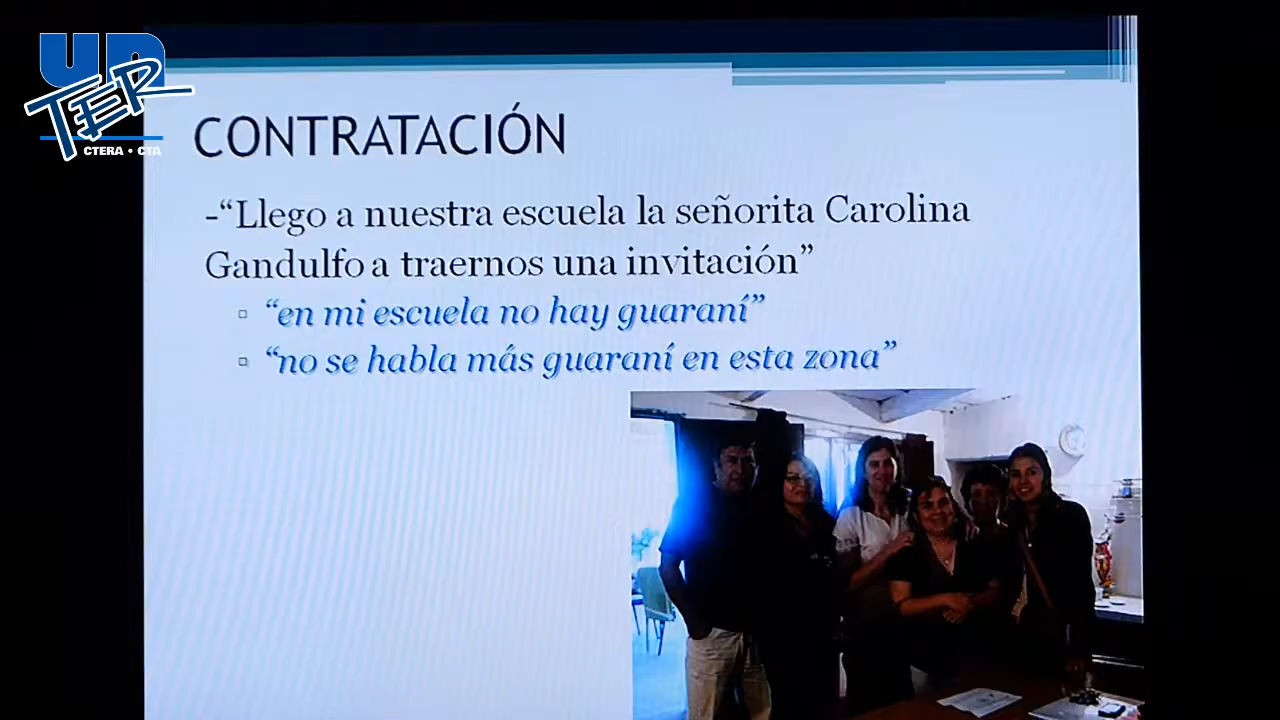 UN
TER
CTERA • CTA
CONTRATACIÓN
-“Llego a nuestra escuela la señorita Carolina
Gandulfo a traernos una invitación”
“en mi escuela no hay guaraní”
“no se habla más guaraní en esta zona”